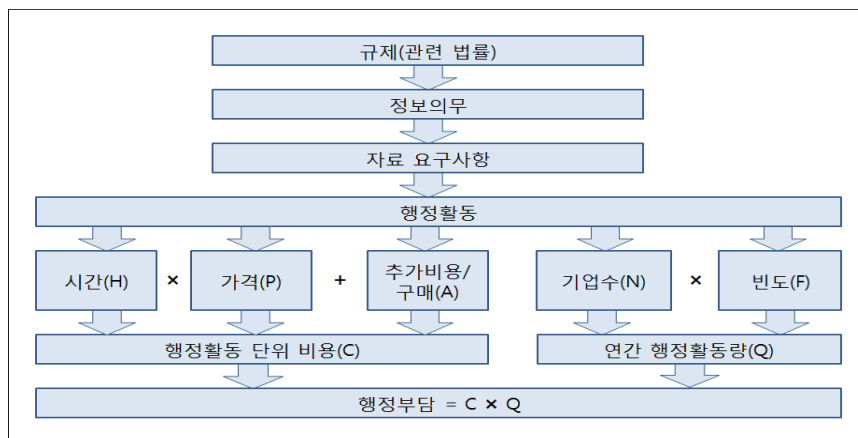 규제(관련 법률)
정보의무
자료 요구사항
행정활동
시간(H) × 가격(P) + 추가비용/
구매(A) 기업수(N) × 빈도(F)
행정활동 단위 비용(C) 연간 행정활동량(Q)
행정부담 = C × Q